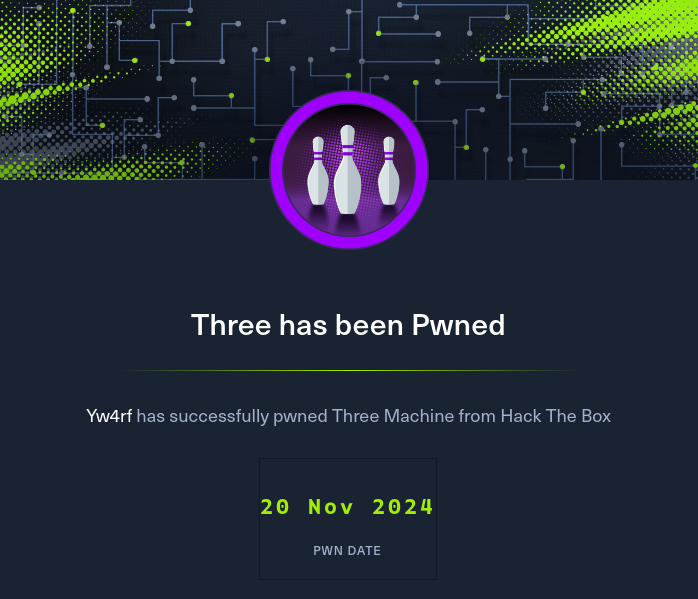 Three has been Pwned
Yw4rf has successfully pwned Three Machine from Hack The Box
20 Nov 2024
PWN DATE